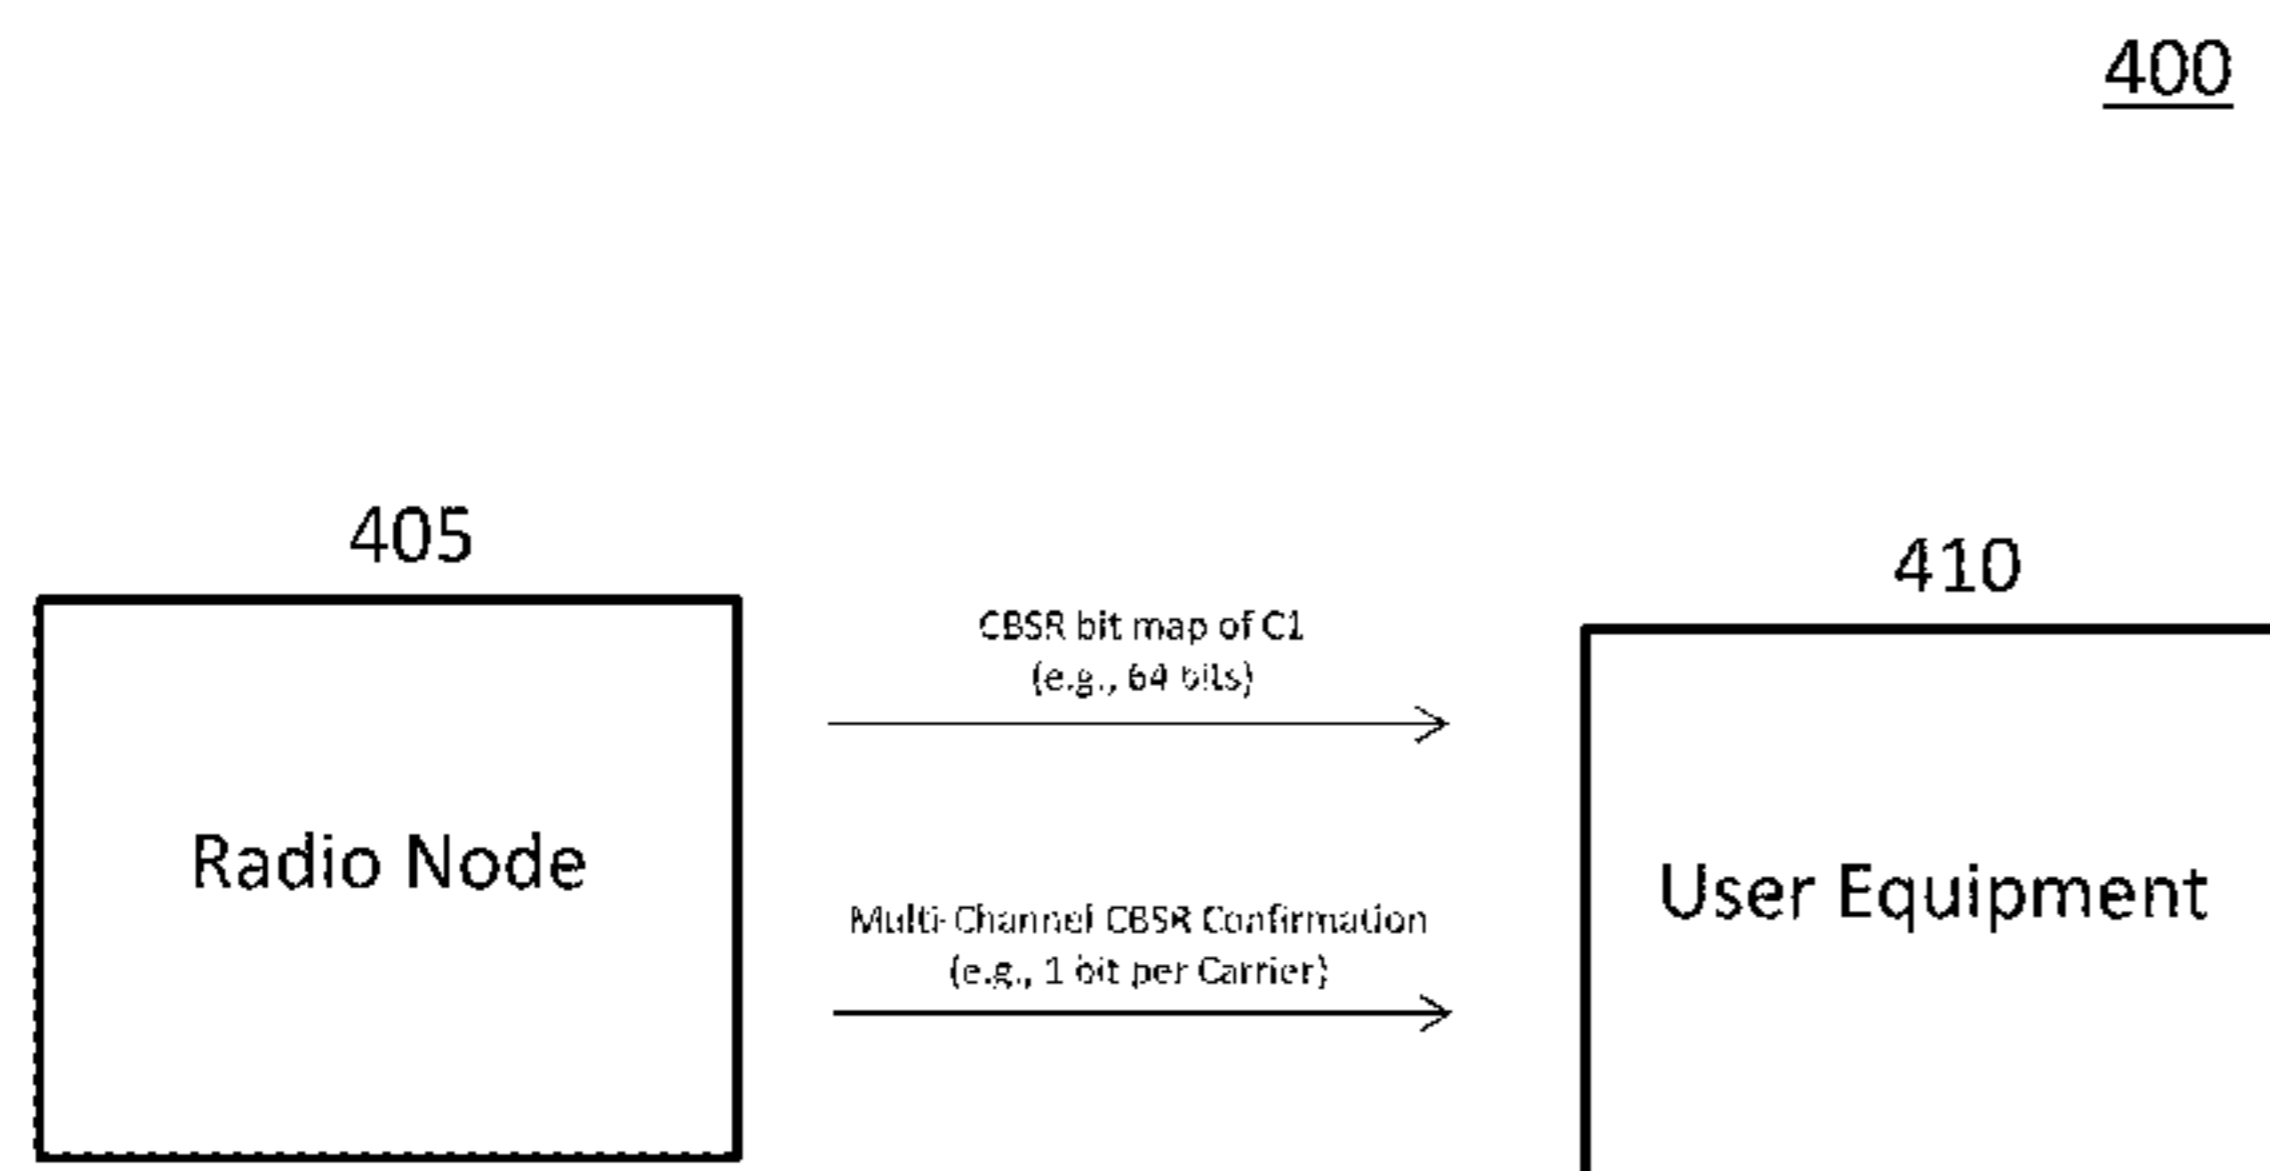 400
405
410
CBSR bit map of C1
(e.g., 64 bits)
Radio Node
User Equipment
Multi-Channel CBSR Confirmation
(e.g., 1 bit per Carrier)